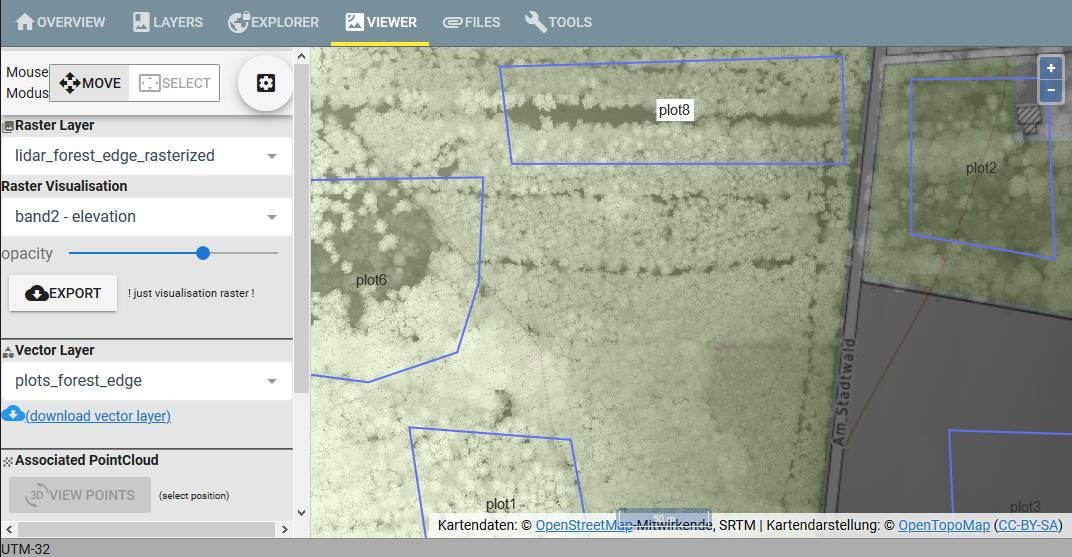 OVERVIEW
LAYERS
EXPLORER
VIEWER
FILES
TOOLS
Mouse
Modus
MOVE
SELECT
Raster Layer
lidar_forest_edge_rasterized
Raster Visualisation
band2 - elevation
opacity
EXPORT
! just visualisation raster !
Vector Layer
plots_forest_edge
(download vector layer)
Associated PointCloud
3D
VIEW POINTS
(select position)
UTM-32
+
−
plot8
plot2
plot6
Am Stadtwald
plot1
plot3
50 m
Kartendaten: © OpenStreetMap-Mitwirkende, SRTM | Kartendarstellung: © OpenTopoMap (CC-BY-SA)